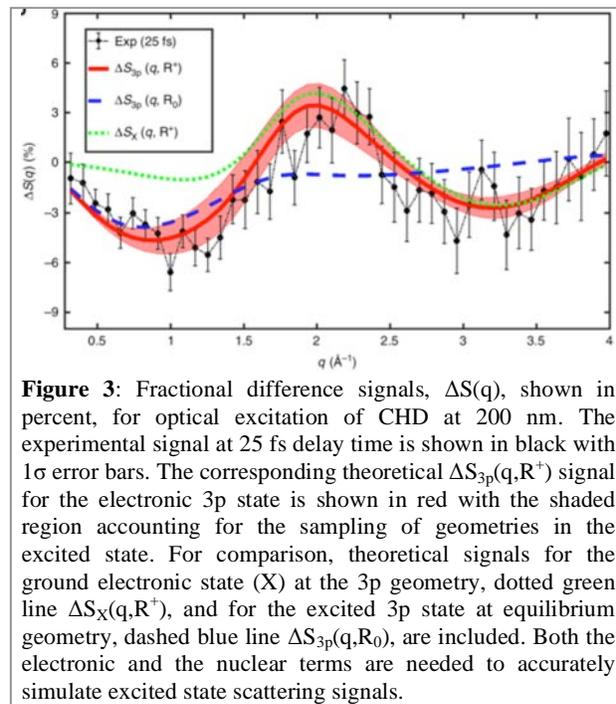 Exp (25 fs)
ΔS₃ₚ (q, R⁺)
ΔS₃ₚ (q, R₀)
ΔSₓ (q, R⁺)
ΔS(q) (%)
6
3
0
−3
−6
−9
0.5 1 1.5 2 2.5 3 3.5 4
q (Å⁻¹)
Figure 3: Fractional difference signals, ΔS(q), shown in
percent, for optical excitation of CHD at 200 nm. The
experimental signal at 25 fs delay time is shown in black with
1σ error bars. The corresponding theoretical ΔS₃ₚ(q,R⁺) signal
for the electronic 3p state is shown in red with the shaded
region accounting for the sampling of geometries in the
excited state. For comparison, theoretical signals for the
ground electronic state (X) at the 3p geometry, dotted green
line ΔSₓ(q,R⁺), and for the excited 3p state at equilibrium
geometry, dashed blue line ΔS₃ₚ(q,R₀), are included. Both the
electronic and the nuclear terms are needed to accurately
simulate excited state scattering signals.